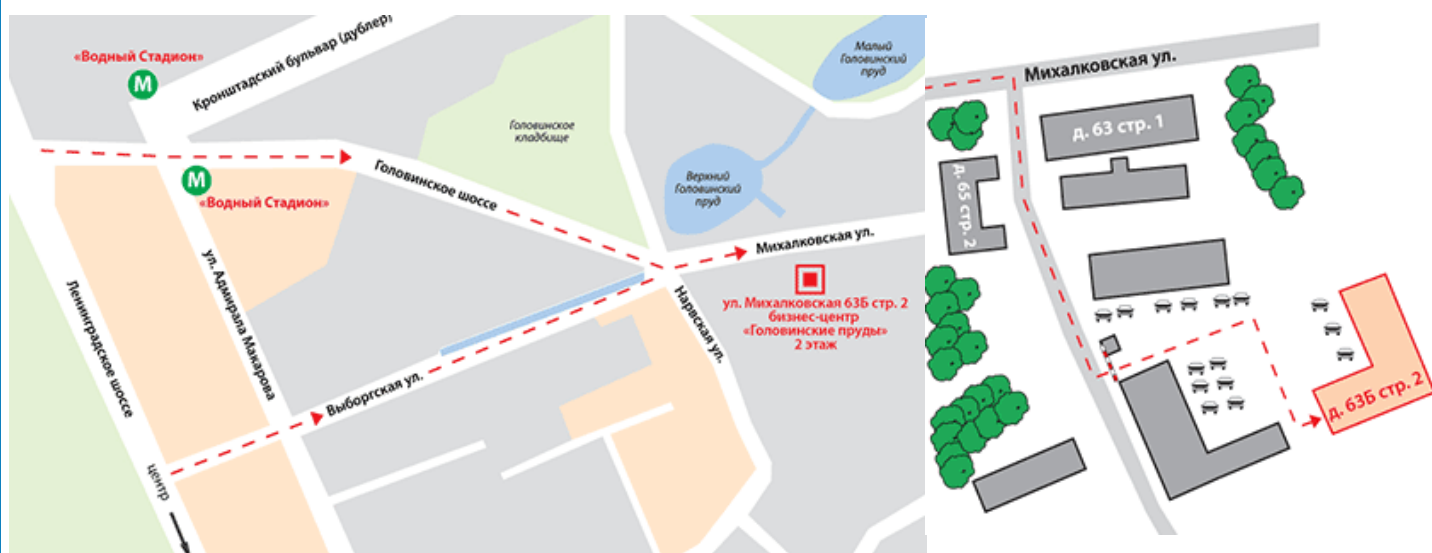 «Водный Стадион»
М
Кронштадский бульвар (дублер)
Малый
Головинский
пруд
Головинское
кладбище
Верхний
Головинский
пруд
Головинское шоссе
М
«Водный Стадион»
Михалковская ул.
ул. Михалковская 63Б стр. 2
бизнес-центр
«Головинские пруды»
2 этаж
Ленинградское шоссе
ул. Адмирала Макарова
Нарвская ул.
Выборгская ул.
центр
Михалковская ул.
д. 63 стр. 1
д. 65 стр. 2
д. 63Б стр. 2